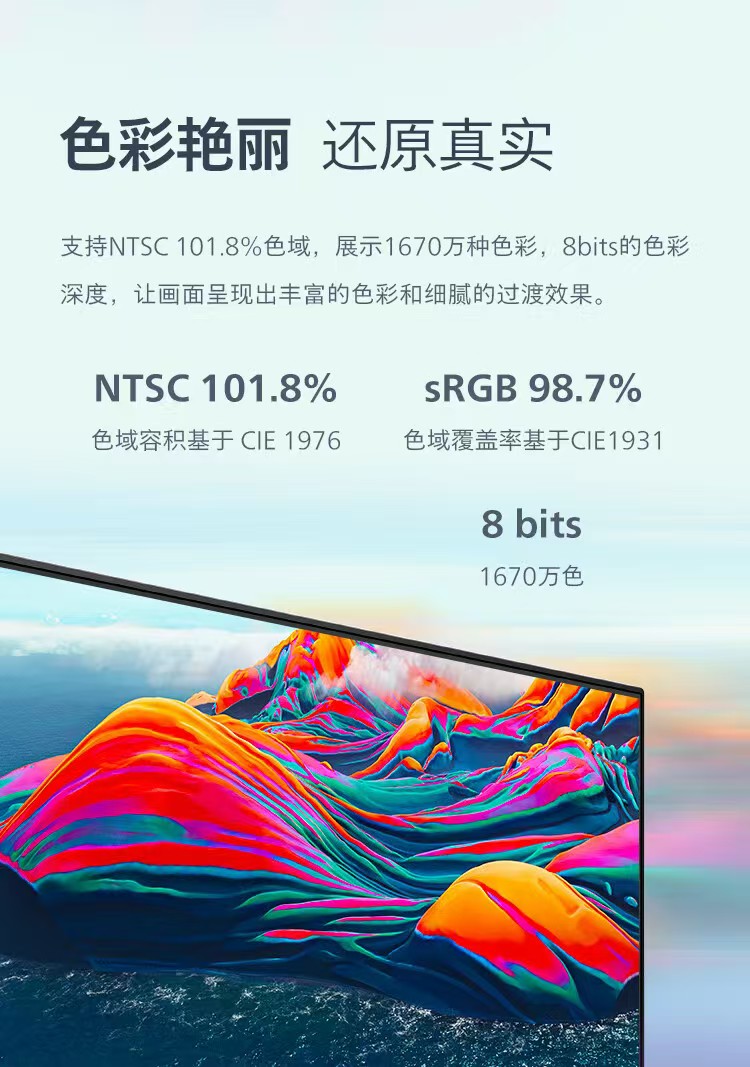 色彩艳丽 还原真实
支持NTSC 101.8%色域，展示1670万种色彩，8bits的色彩
深度，让画面呈现出丰富的色彩和细腻的过渡效果。
NTSC 101.8%
色域容积基于 CIE 1976
sRGB 98.7%
色域覆盖率基于CIE1931
8 bits
1670万色